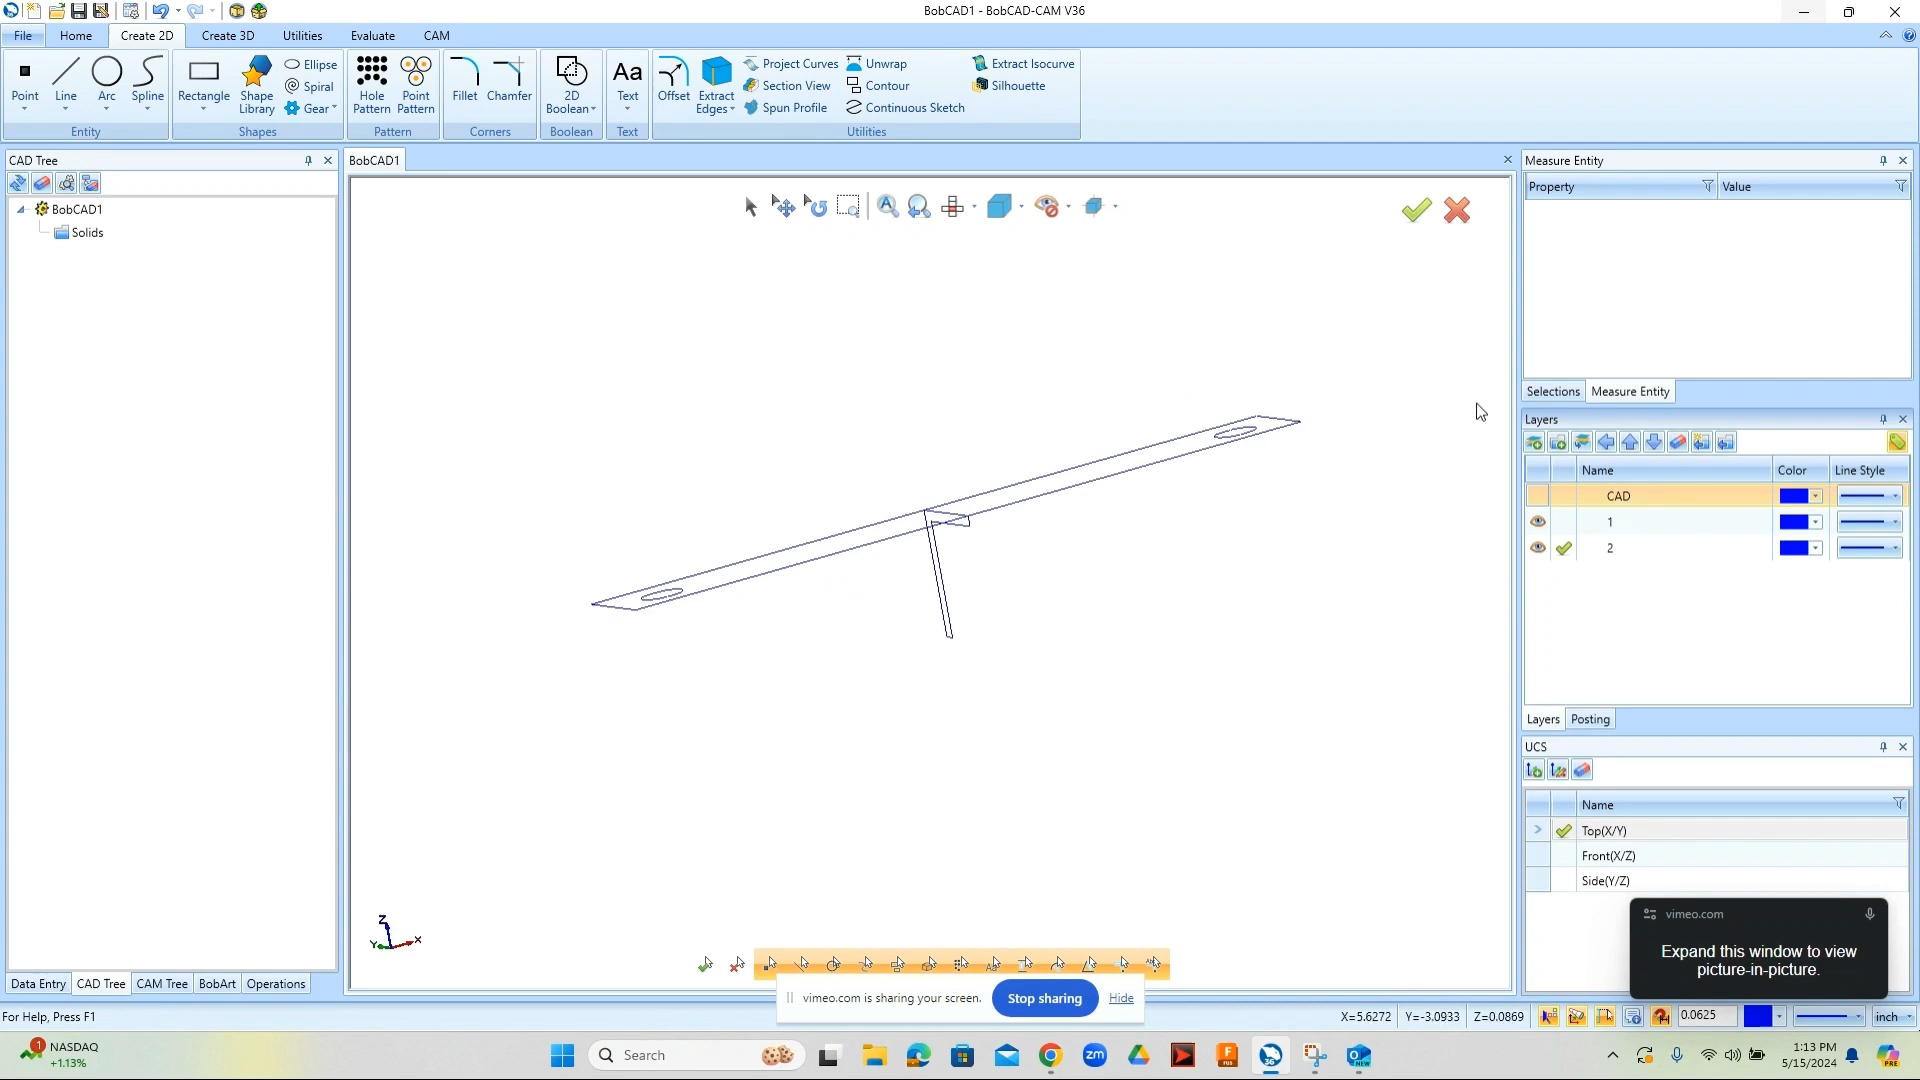 BobCAD1 - BobCAD-CAM V36
File Home Create 2D Create 3D Utilities Evaluate CAM
Point Line Arc Spline
Entity
Rectangle Shape Library Ellipse Spiral Gear
Shapes
Hole Pattern Point Pattern
Pattern
Fillet Chamfer
Corners
2D Boolean
Boolean
Aa
Text
Text
Offset Extract Edges Project Curves Section View Spun Profile Unwrap Contour Continuous Sketch Extract Isocurve Silhouette
Utilities
CAD Tree
BobCAD1
Solids
BobCAD1
Z
Y X
Data Entry CAD Tree CAM Tree BobArt Operations
Measure Entity
Property Value
Selections Measure Entity
Layers
Name Color Line Style
CAD
1
2
Layers Posting
UCS
Name
Top(X/Y)
Front(X/Z)
Side(Y/Z)
vimeo.com
Expand this window to view
picture-in-picture.
vimeo.com is sharing your screen. Stop sharing Hide
For Help, Press F1
X=5.6272 Y=-3.0933 Z=0.0869 0.0625 inch
1 NASDAQ
+1.13%
Search
zm
F
FUS
36
NEW
1:13 PM
5/15/2024
PRE